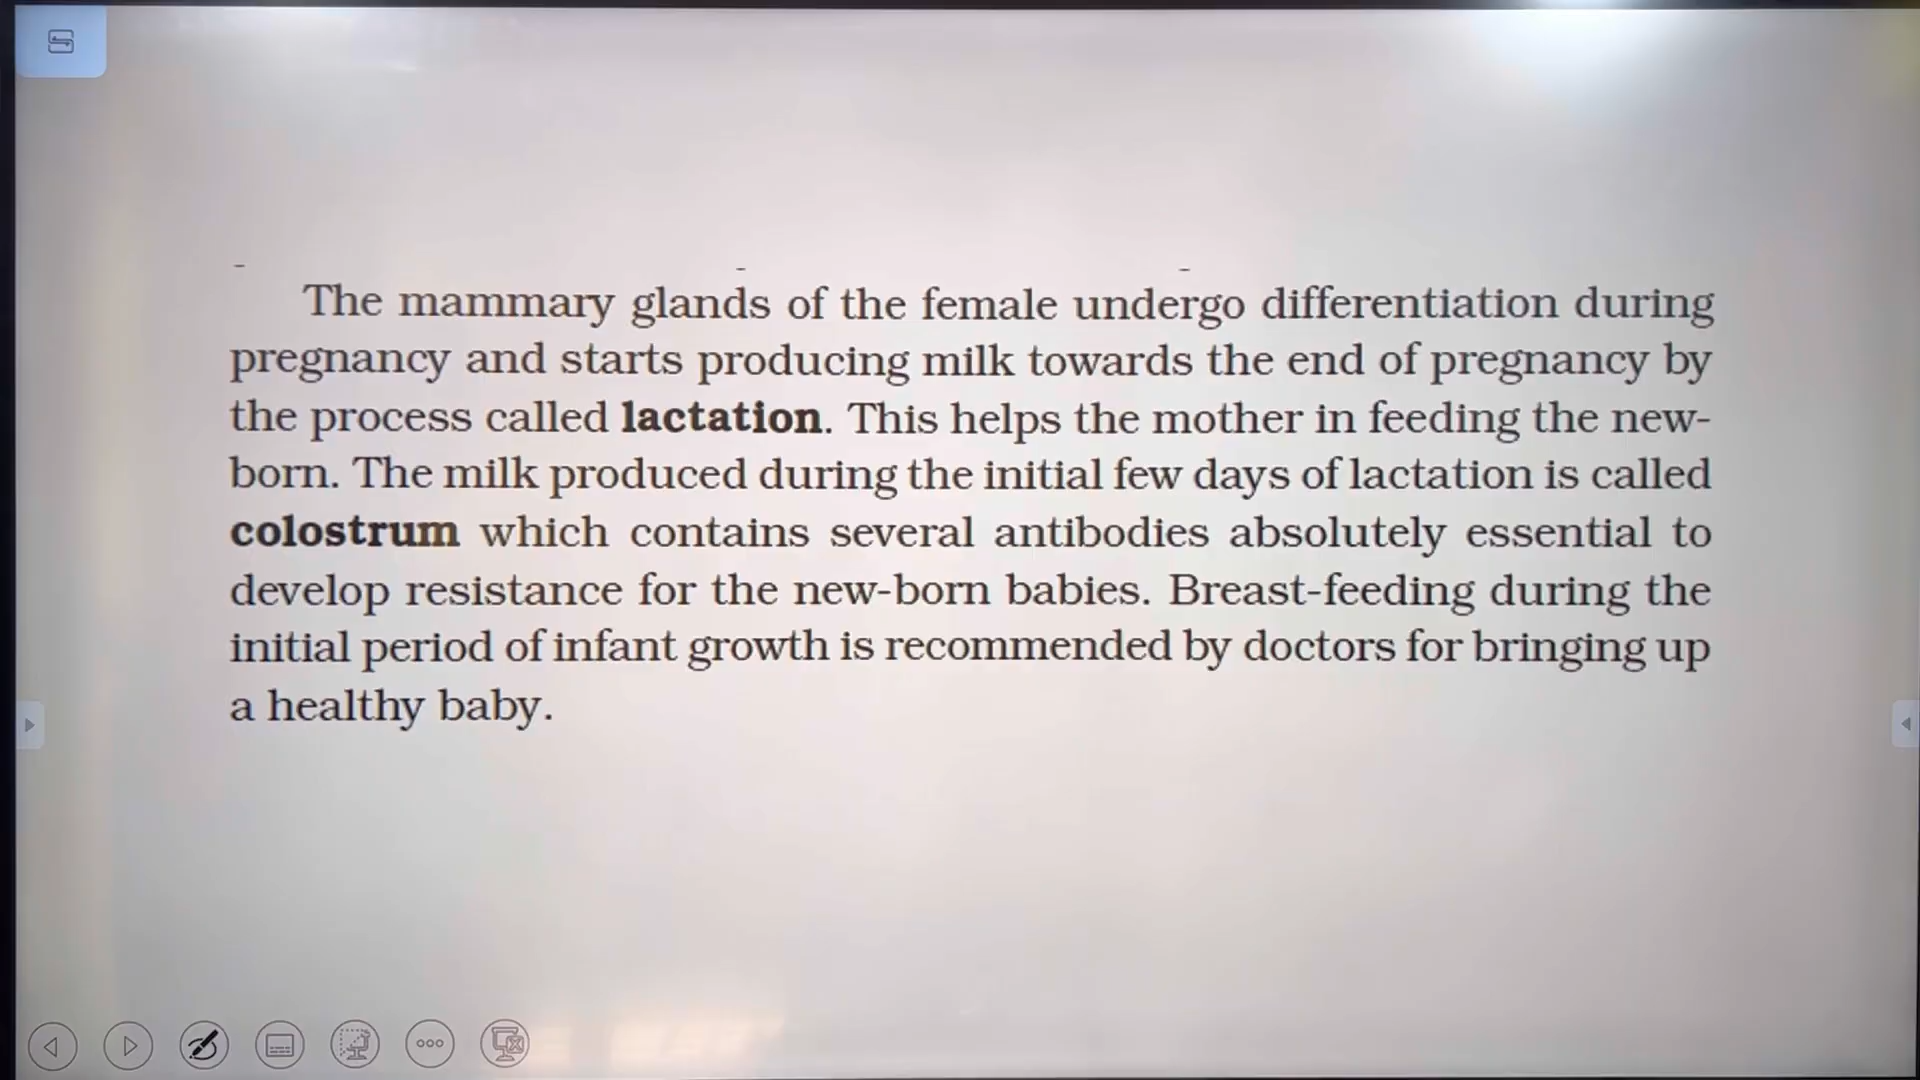 The mammary glands of the female undergo differentiation during
pregnancy and starts producing milk towards the end of pregnancy by
the process called lactation. This helps the mother in feeding the new-
born. The milk produced during the initial few days of lactation is called
colostrum which contains several antibodies absolutely essential to
develop resistance for the new-born babies. Breast-feeding during the
initial period of infant growth is recommended by doctors for bringing up
a healthy baby.